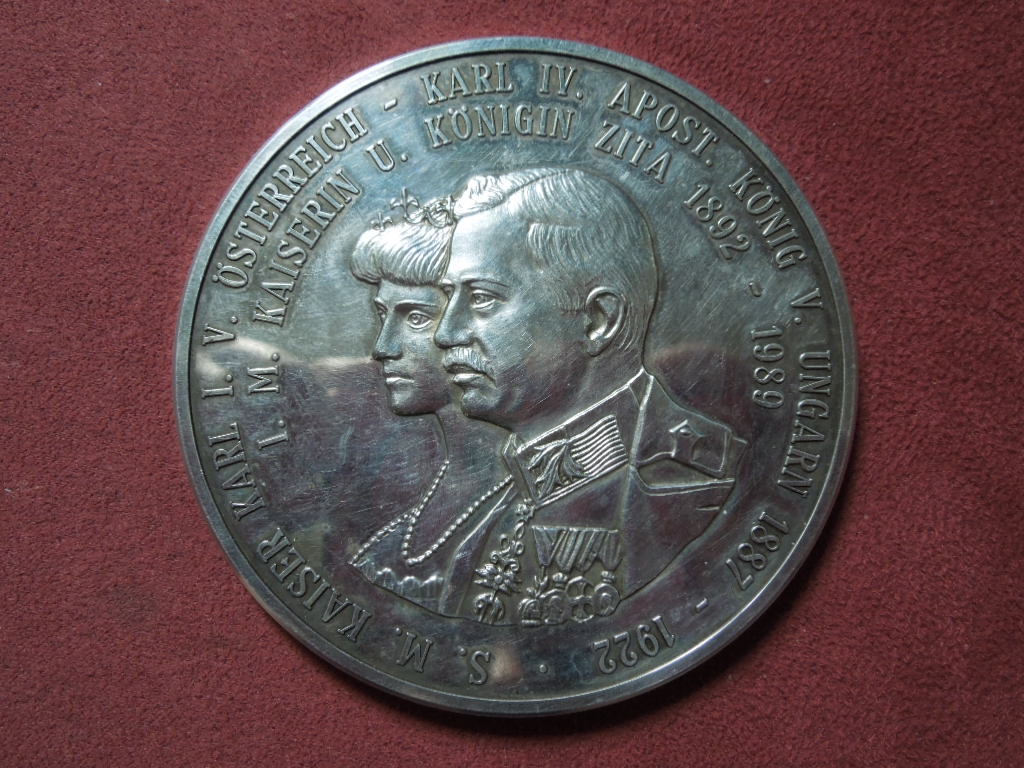 S. M. KAISER KARL I. V. ÖSTERREICH - KARL IV. APOST. KÖNIG V. UNGARN 1887 - 1922 ·
I. M. KAISERIN U. KÖNIGIN ZITA 1892 - 1989